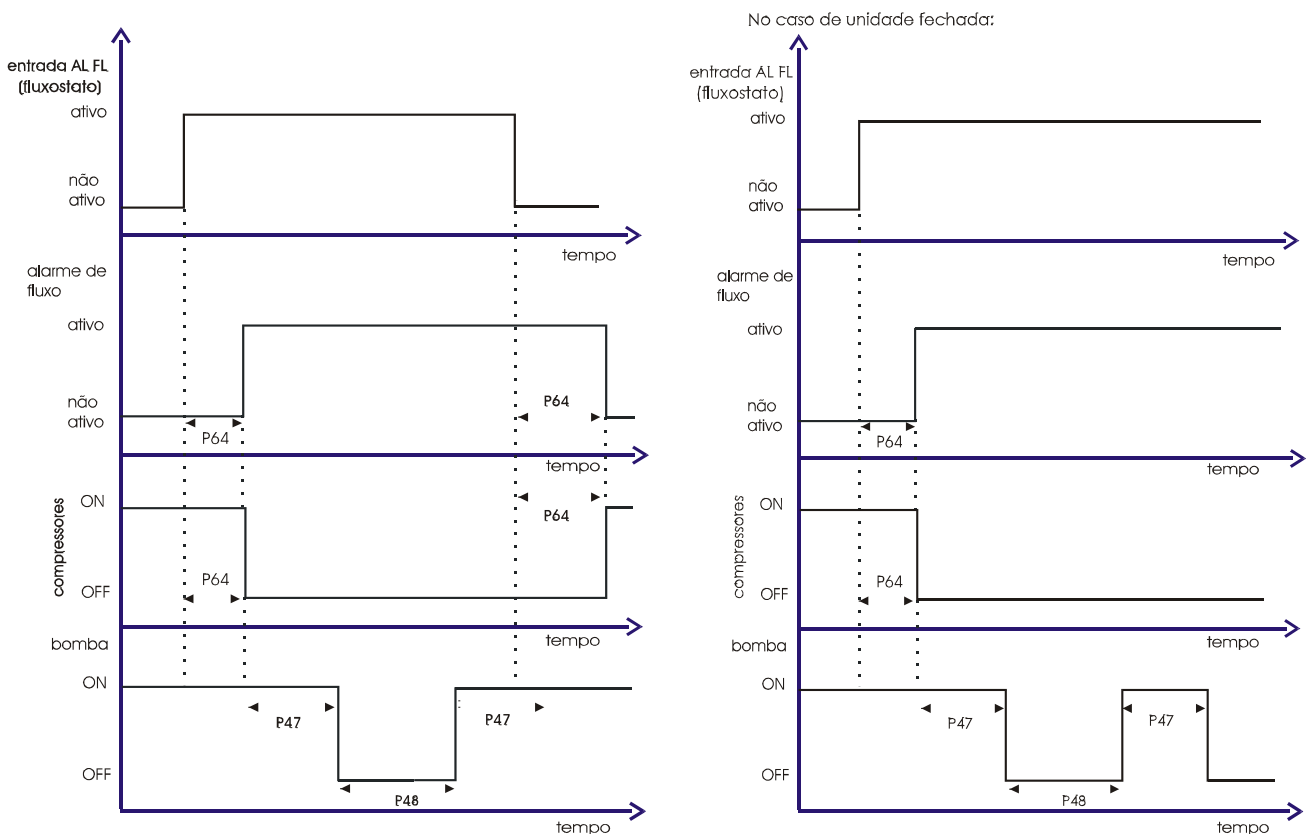 entrada AL FL
(fluxostato)
ativo
não
ativo
tempo
alarme de
fluxo
ativo
não
ativo
P64
P64
tempo
compressores
ON
P64
P64
OFF
tempo
bomba
ON
P47
P47
OFF
P48
tempo
No caso de unidade fechada:
entrada AL FL
(fluxostato)
ativo
não
ativo
tempo
alarme de
fluxo
ativo
não
ativo
P64
tempo
compressores
ON
P64
OFF
tempo
bomba
ON
P47
P47
OFF
P48
tempo